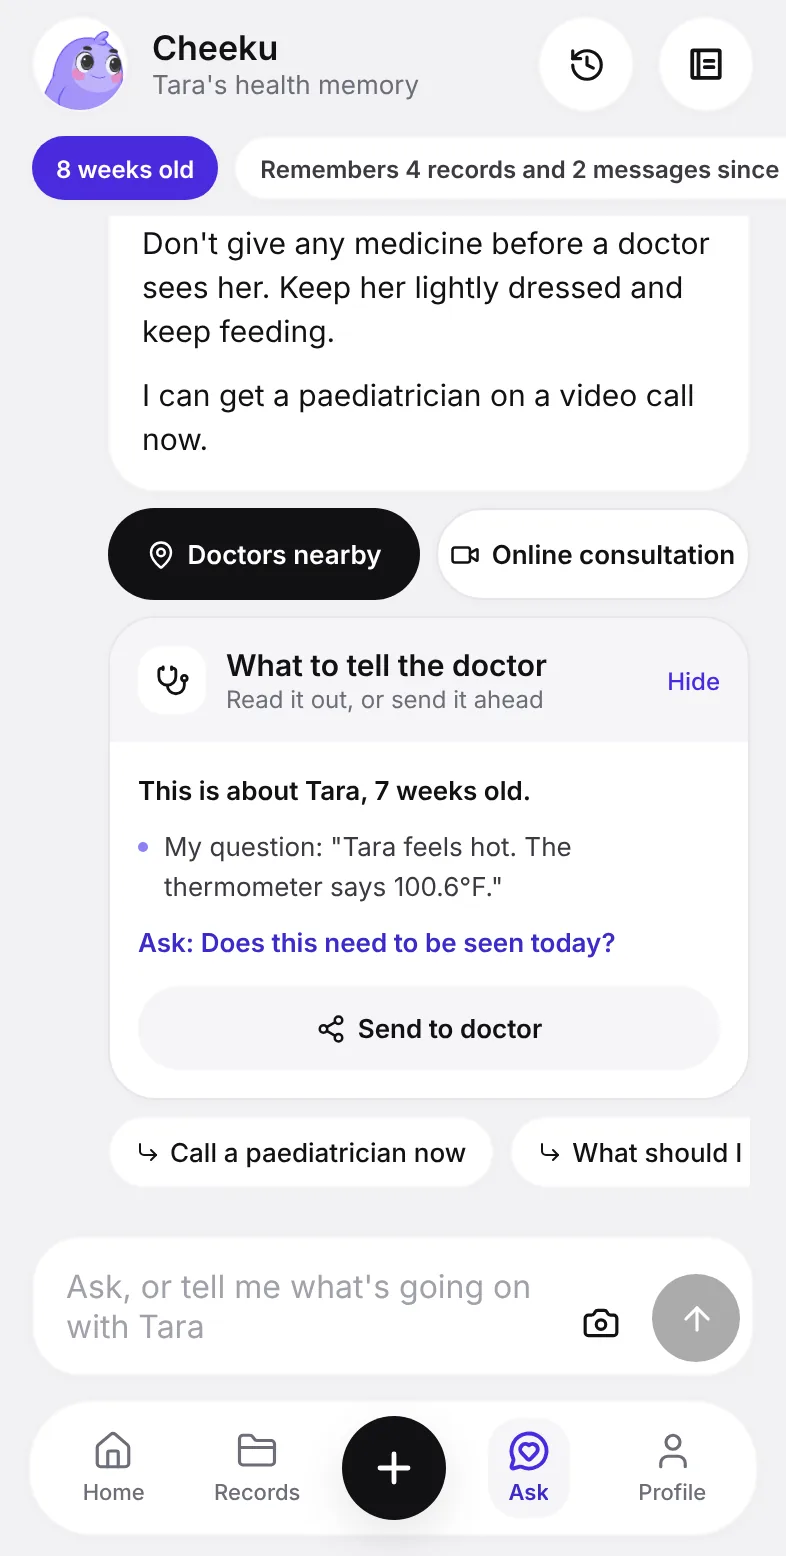 Cheeku
Tara's health memory
8 weeks old
Remembers 4 records and 2 messages since
Don't give any medicine before a doctor
sees her. Keep her lightly dressed and
keep feeding.
I can get a paediatrician on a video call
now.
Doctors nearby
Online consultation
What to tell the doctor
Read it out, or send it ahead
Hide
This is about Tara, 7 weeks old.
My question: "Tara feels hot. The
thermometer says 100.6°F."
Ask: Does this need to be seen today?
Send to doctor
Call a paediatrician now
What should I
Ask, or tell me what's going on
with Tara
Home
Records
Ask
Profile